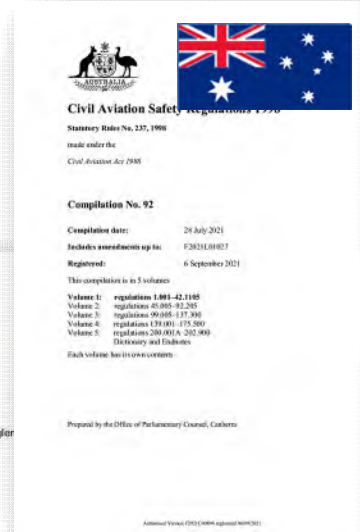 AUSTRALIA
Civil Aviation Safety Regulations 1998
Statutory Rules No. 237, 1998
made under the
Civil Aviation Act 1988
Compilation No. 92
Compilation date: 28 July 2021
Includes amendments up to: F2021L01027
Registered: 6 September 2021
This compilation is in 5 volumes
Volume 1: regulations 1.001–42.1105
Volume 2: regulations 45.005–92.205
Volume 3: regulations 99.005–137.300
Volume 4: regulations 139.001–175.500
Volume 5: regulations 200.001A–202.900
Dictionary and Endnotes
Each volume has its own contents
Prepared by the Office of Parliamentary Counsel, Canberra